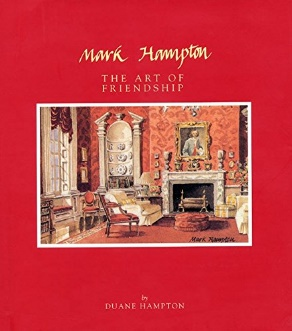 Mark Hampton
THE ART OF
FRIENDSHIP
Mark Hampton
by
DUANE HAMPTON